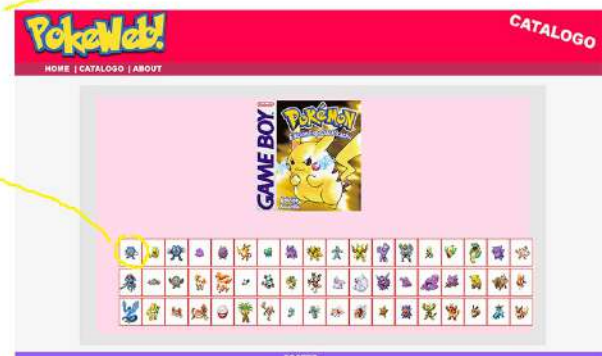 PokeWeb!
CATALOGO
HOME | CATALOGO | ABOUT
GAME BOY
POKéMON